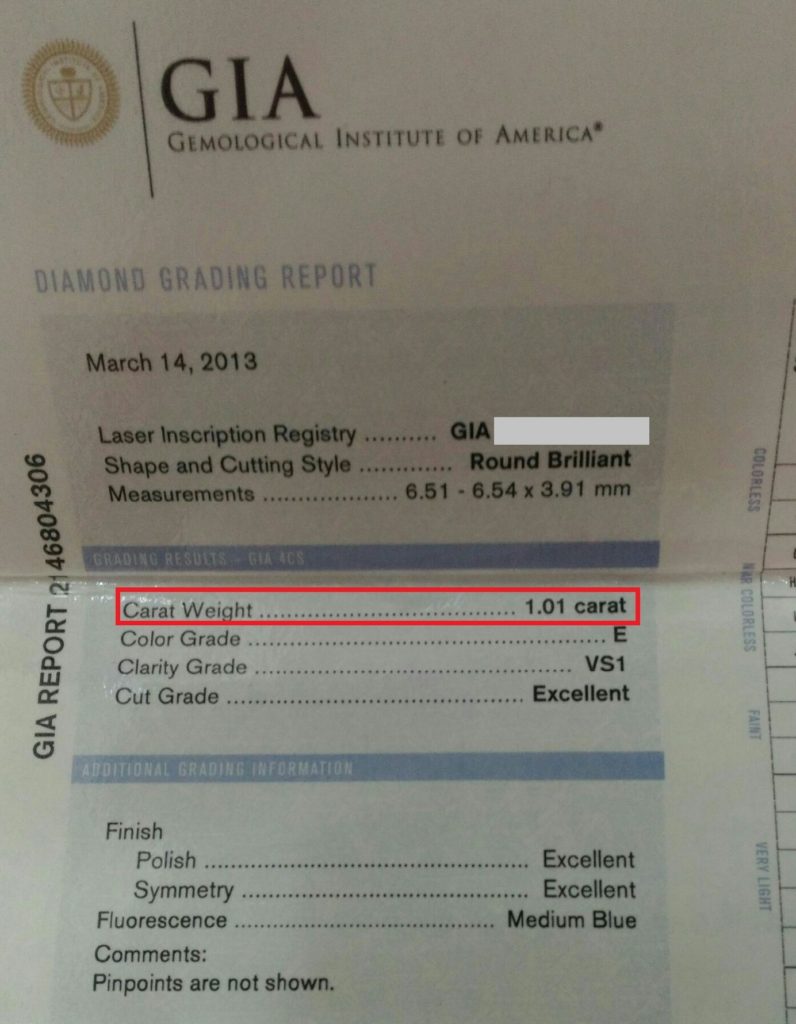 GIA
GEMOLOGICAL INSTITUTE OF AMERICA®
DIAMOND GRADING REPORT
March 14, 2013
Laser Inscription Registry .......... GIA
Shape and Cutting Style ............. Round Brilliant
Measurements ................... 6.51 - 6.54 x 3.91 mm
GRADING RESULTS - GIA 4CS
Carat Weight ...................................... 1.01 carat
Color Grade ...................................................... E
Clarity Grade ................................................ VS1
Cut Grade .......................................... Excellent
ADDITIONAL GRADING INFORMATION
Finish
Polish ............................................. Excellent
Symmetry ....................................... Excellent
Fluorescence .................................. Medium Blue
Comments:
Pinpoints are not shown.
GIA REPORT 2146804306
COLORLESS
NEAR COLORLESS
FAINT
VERY LIGHT